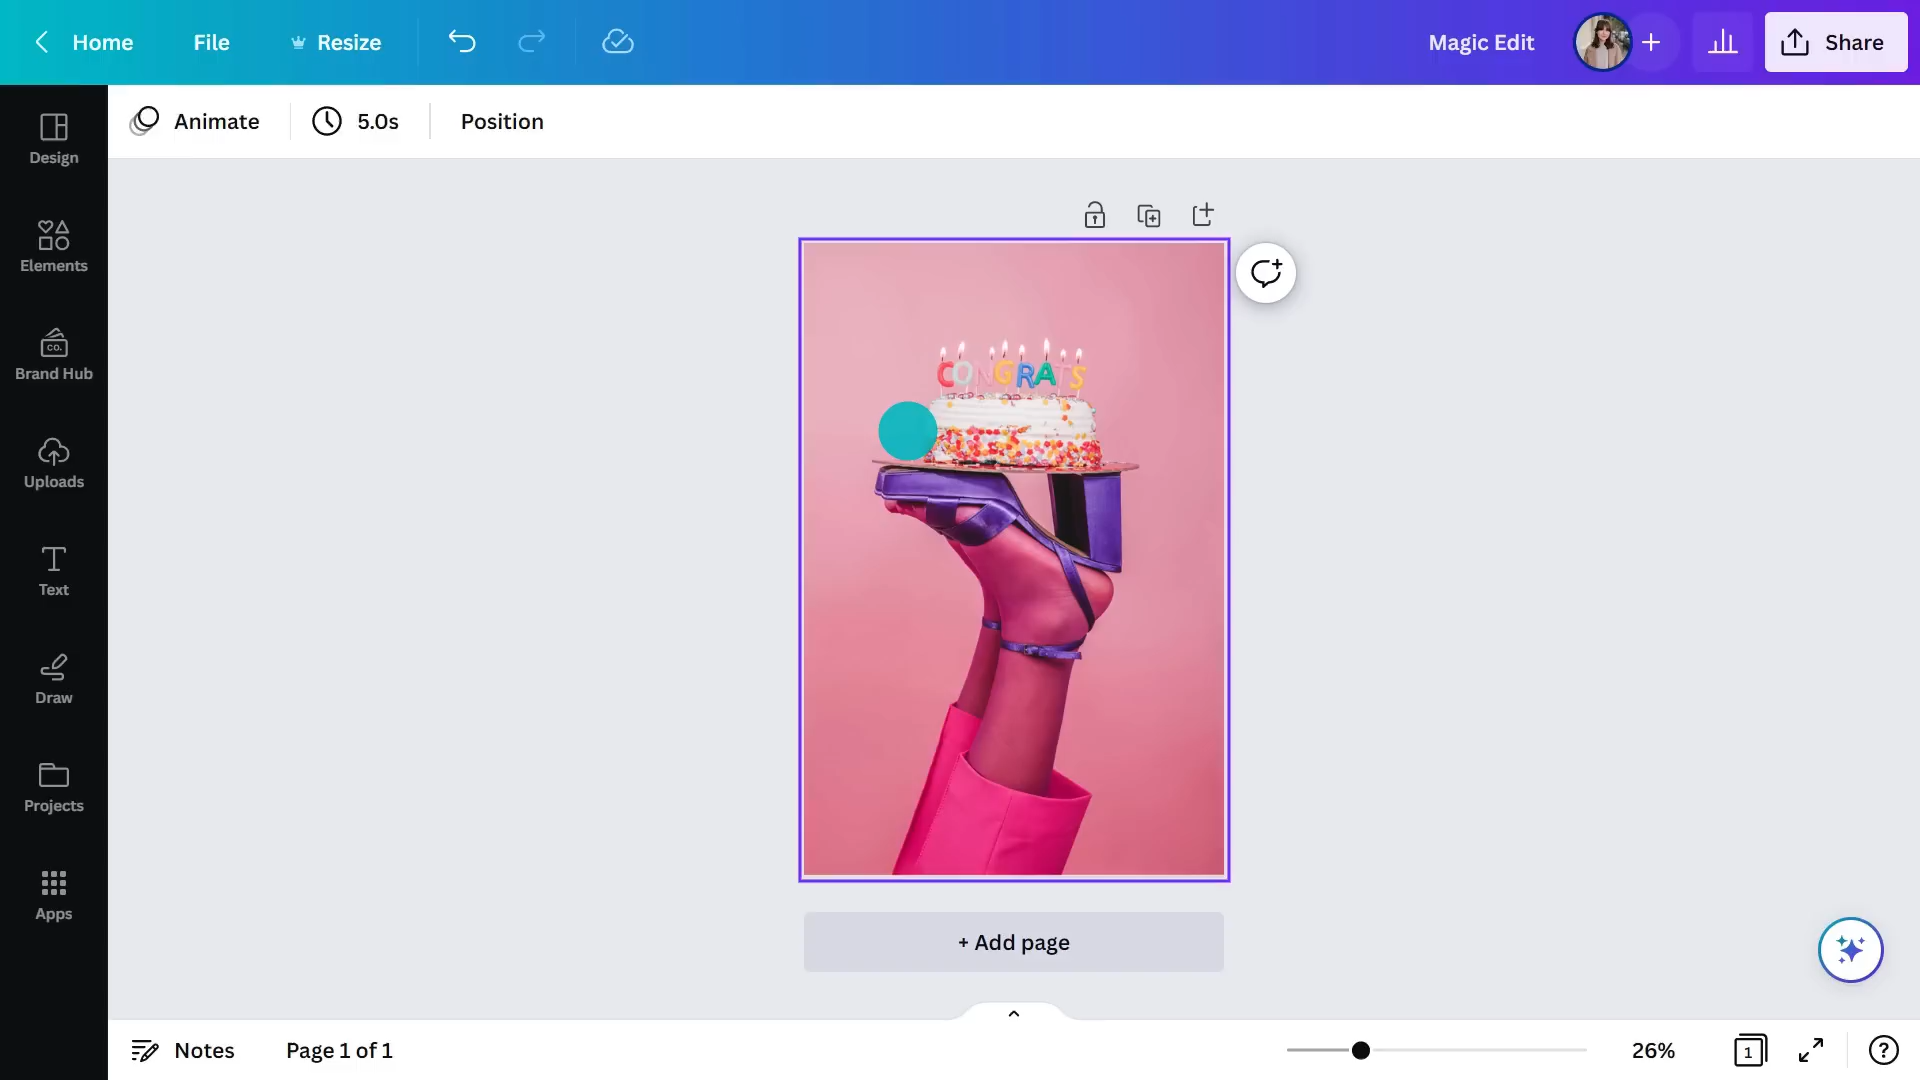 Home
File
Resize
Magic Edit
Share
Animate
5.0s
Position
Design
Elements
CO.
Brand Hub
Uploads
Text
Draw
Projects
Apps
CONGRATS
+ Add page
Notes
Page 1 of 1
26%
1
?